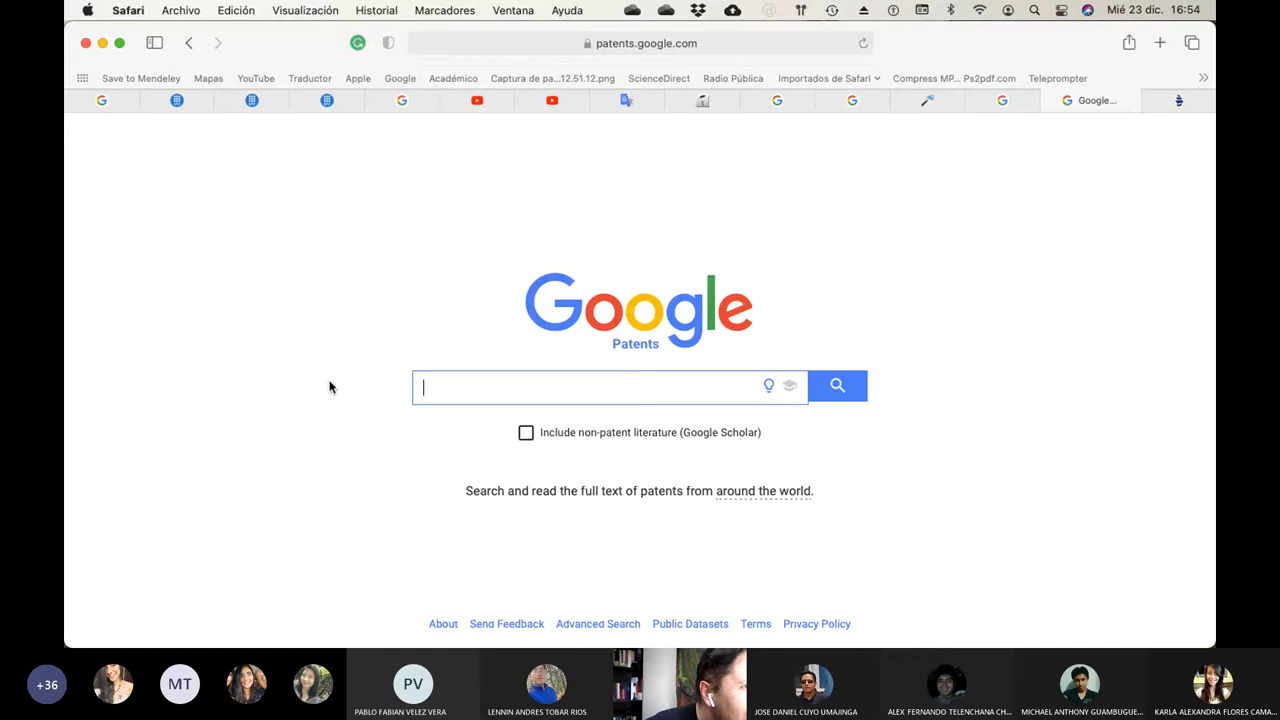 Safari Archivo Edición Visualización Historial Marcadores Ventana Ayuda Mié 23 dic. 16:54
patents.google.com
Save to Mendeley Mapas YouTube Traductor Apple Google Académico Captura de pa...12.51.12.png ScienceDirect Radio Pública Importados de Safari Compress MP... Ps2pdf.com Teleprompter
Google...
Google
Patents
Include non-patent literature (Google Scholar)
Search and read the full text of patents from around the world.
About Send Feedback Advanced Search Public Datasets Terms Privacy Policy
+36 MT PV
PABLO FABIAN VELEZ VERA LENNIN ANDRES TOBAR RIOS JOSE DANIEL CUYO UMAJINGA ALEX FERNANDO TELENCHANA CH... MICHAEL ANTHONY GUAMBUGUE... KARLA ALEXANDRA FLORES CAMA...